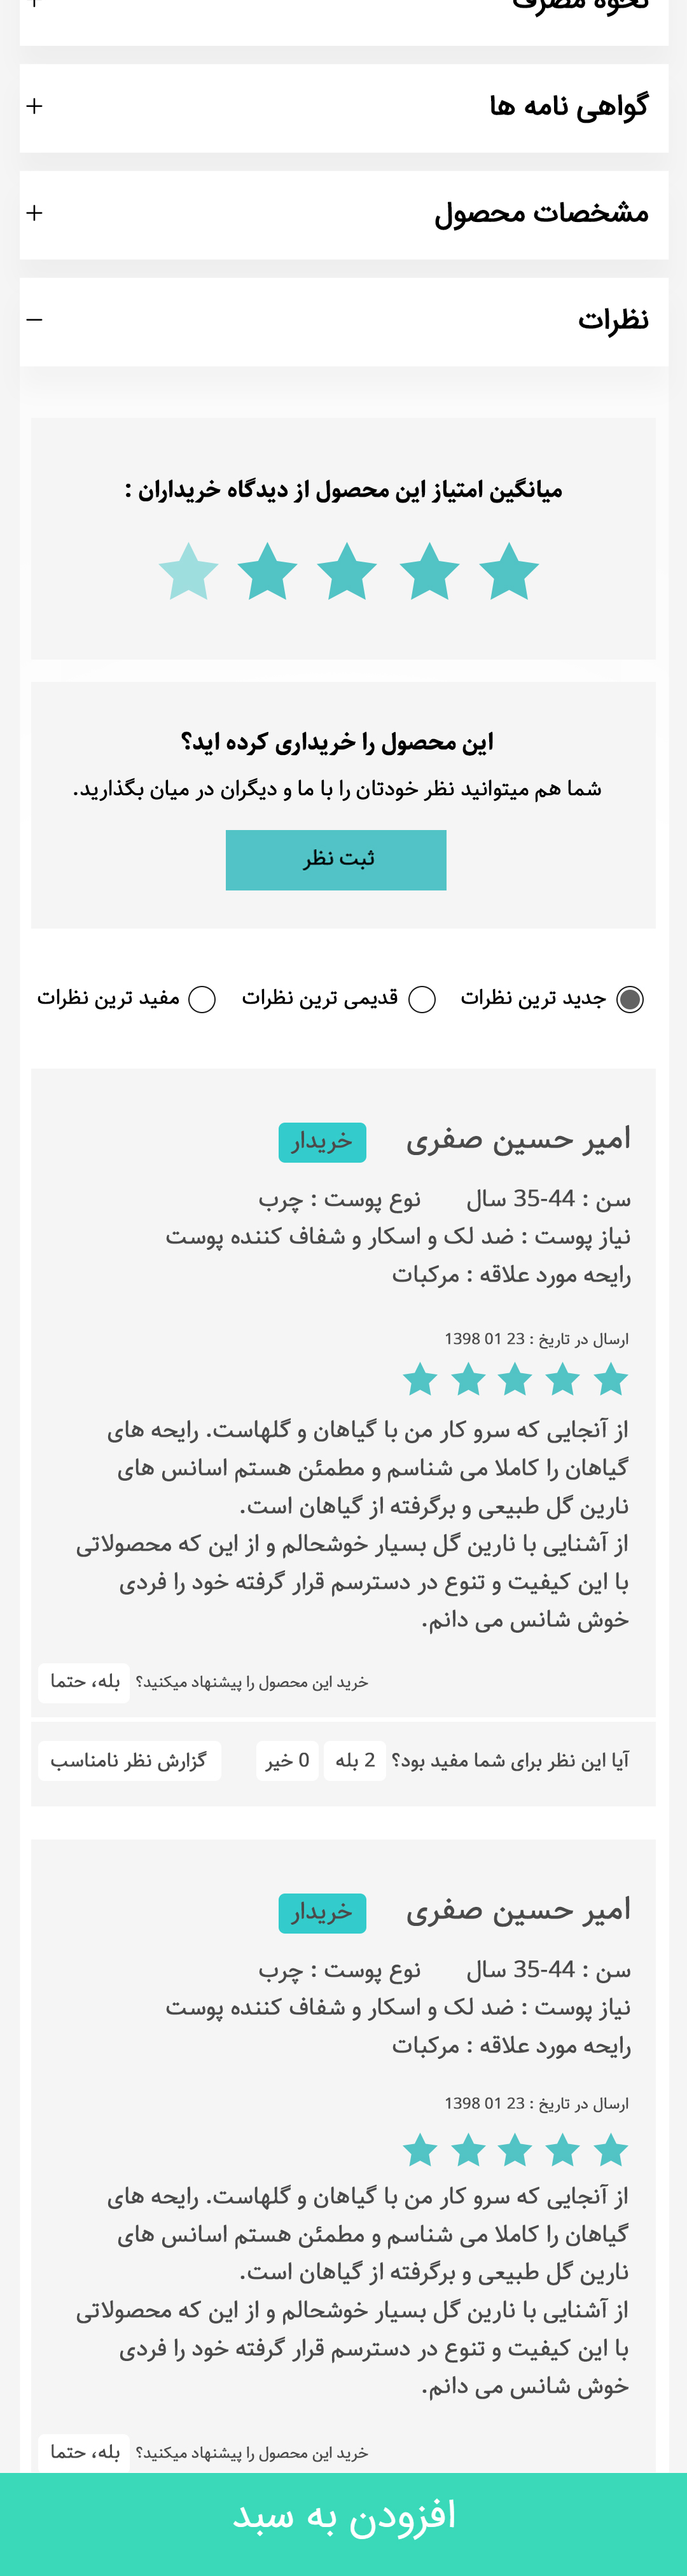 نحوه مصرف
گواهی نامه ها
مشخصات محصول
نظرات
میانگین امتیاز این محصول از دیدگاه خریداران :
این محصول را خریداری کرده اید؟
شما هم میتوانید نظر خودتان را با ما و دیگران در میان بگذارید.
ثبت نظر
جدید ترین نظرات قدیمی ترین نظرات مفید ترین نظرات
امیر حسین صفری خریدار
سن : 44-35 سال نوع پوست : چرب
نیاز پوست : ضد لک و اسکار و شفاف کننده پوست
رایحه مورد علاقه : مرکبات
ارسال در تاریخ : 23 01 1398
از آنجایی که سرو کار من با گیاهان و گلهاست. رایحه های
گیاهان را کاملا می شناسم و مطمئن هستم اسانس های
نارین گل طبیعی و برگرفته از گیاهان است.
از آشنایی با نارین گل بسیار خوشحالم و از این که محصولاتی
با این کیفیت و تنوع در دسترسم قرار گرفته خود را فردی
خوش شانس می دانم.
خرید این محصول را پیشنهاد میکنید؟ بله، حتما
آیا این نظر برای شما مفید بود؟ 2 بله 0 خیر گزارش نظر نامناسب
امیر حسین صفری خریدار
سن : 44-35 سال نوع پوست : چرب
نیاز پوست : ضد لک و اسکار و شفاف کننده پوست
رایحه مورد علاقه : مرکبات
ارسال در تاریخ : 23 01 1398
از آنجایی که سرو کار من با گیاهان و گلهاست. رایحه های
گیاهان را کاملا می شناسم و مطمئن هستم اسانس های
نارین گل طبیعی و برگرفته از گیاهان است.
از آشنایی با نارین گل بسیار خوشحالم و از این که محصولاتی
با این کیفیت و تنوع در دسترسم قرار گرفته خود را فردی
خوش شانس می دانم.
خرید این محصول را پیشنهاد میکنید؟ بله، حتما
افزودن به سبد